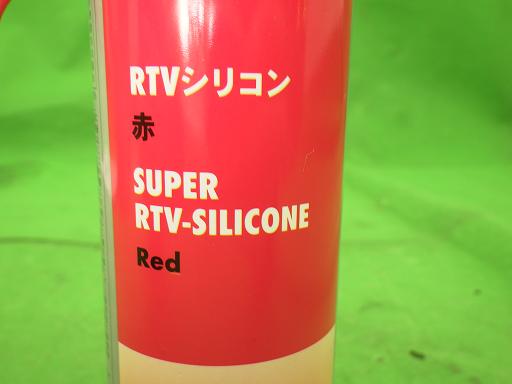 RTVシリコン
赤
SUPER
RTV-SILICONE
Red